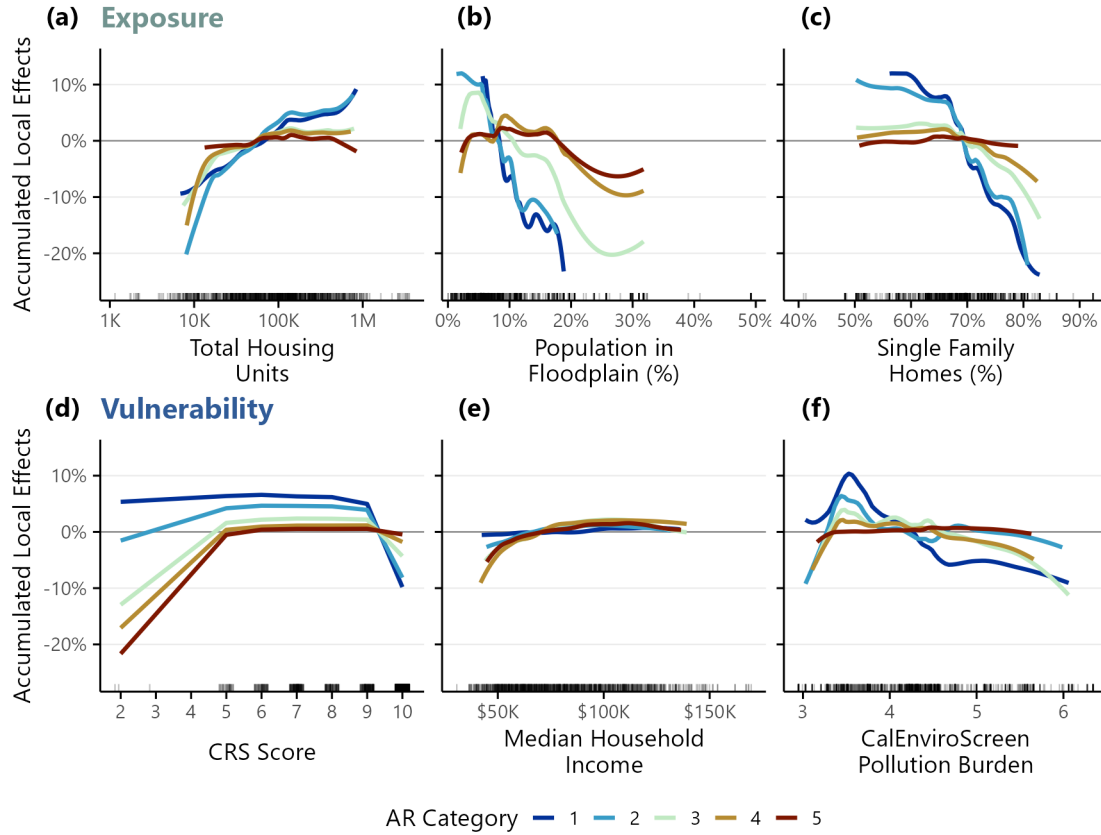 (a) Exposure (b) (c)
Accumulated Local Effects
10%
0%
-10%
-20%
1K 10K 100K 1M
0% 10% 20% 30% 40% 50%
40% 50% 60% 70% 80% 90%
Total Housing
Units
Population in
Floodplain (%)
Single Family
Homes (%)
(d) Vulnerability (e) (f)
Accumulated Local Effects
10%
0%
-10%
-20%
2 3 4 5 6 7 8 9 10
$50K $100K $150K
3 4 5 6
CRS Score
Median Household
Income
CalEnviroScreen
Pollution Burden
AR Category 1 2 3 4 5